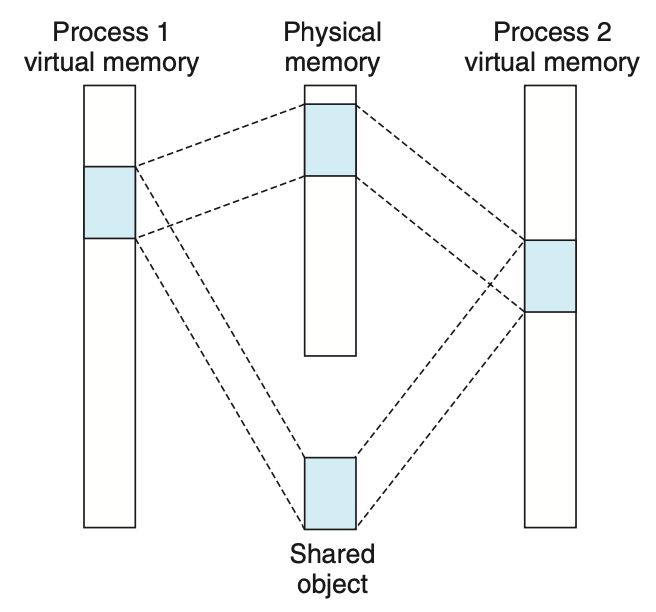 Process 1
virtual memory
Physical
memory
Process 2
virtual memory
Shared
object